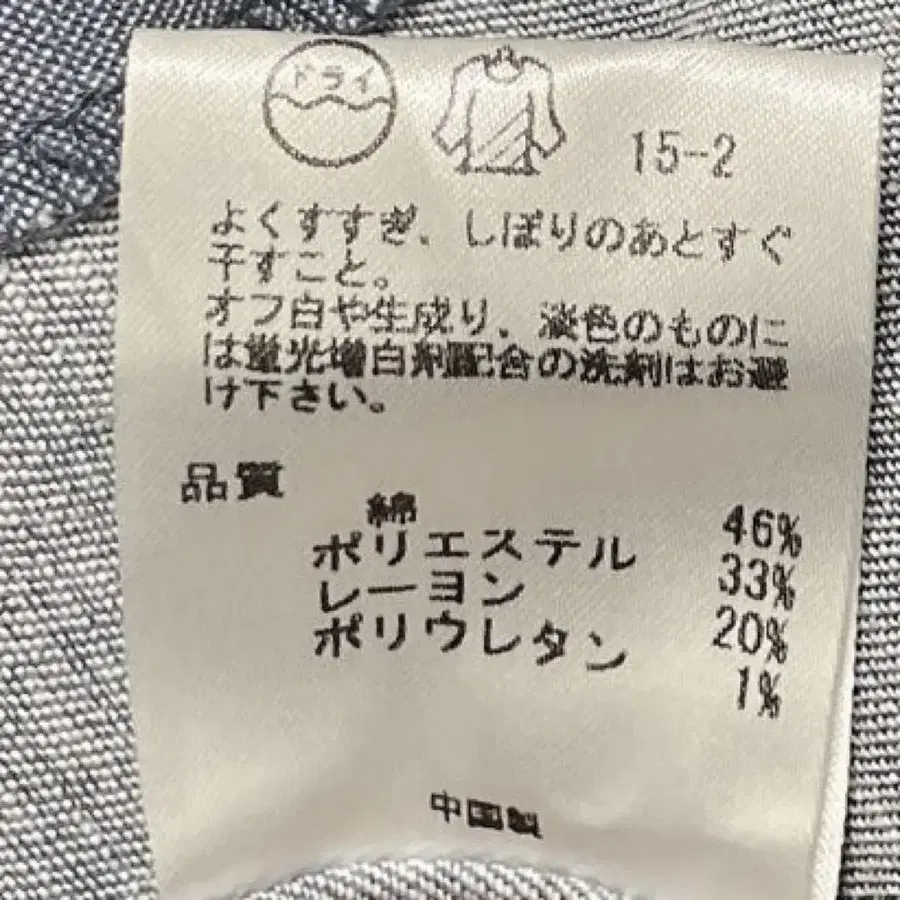 ドライ
15-2
よくすすぎ、しぼりのあとすぐ
干すこと。
オフ白や生成り、淡色のものに
は蛍光増白剤配合の洗剤はお避
け下さい。
品質
綿 46%
ポリエステル 33%
レーヨン 20%
ポリウレタン 1%
中国製